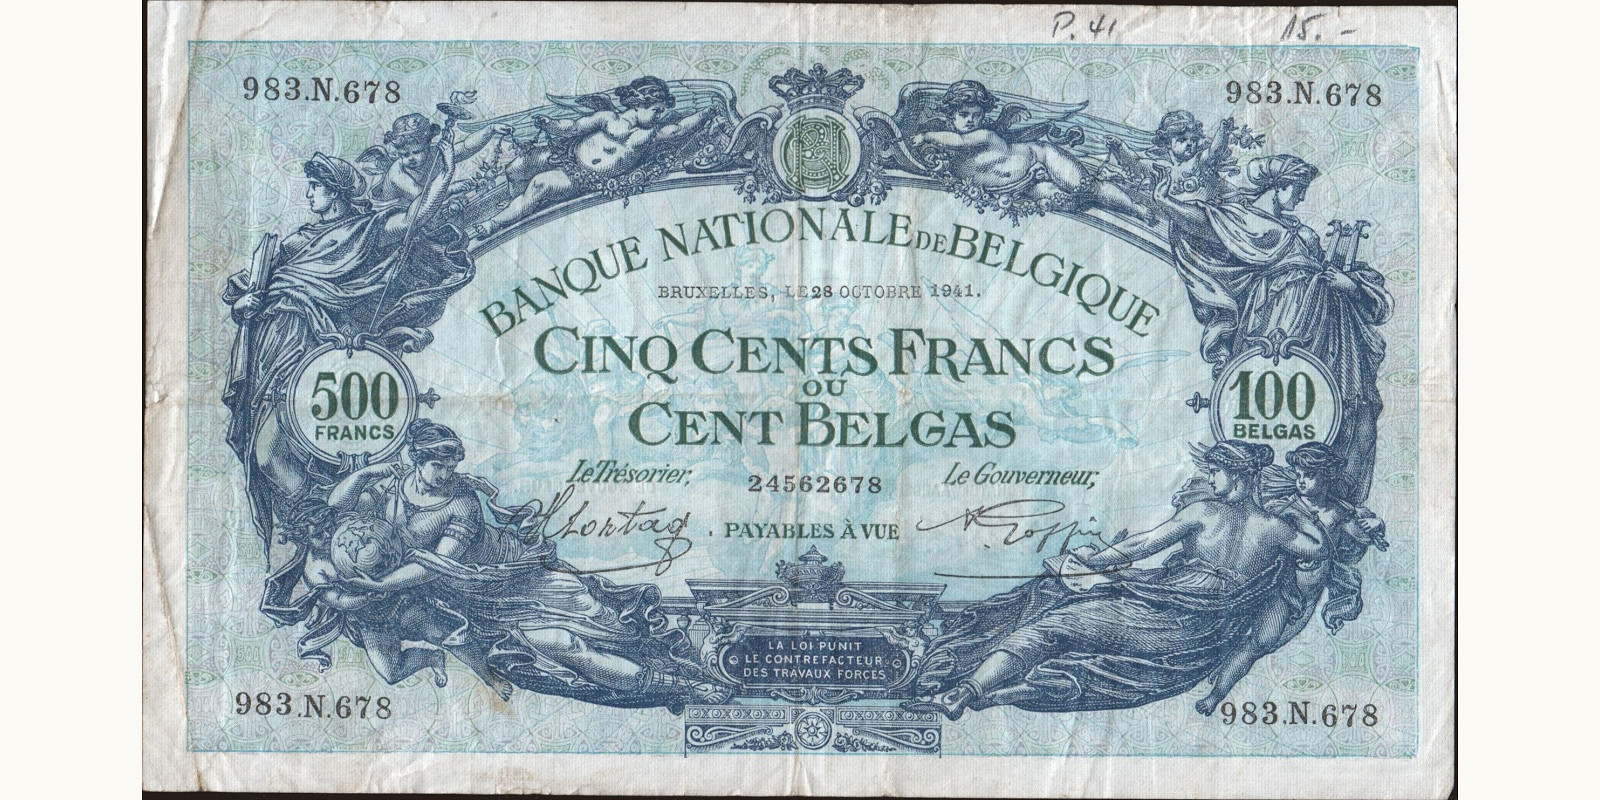 P. 41 15. -
983.N.678 983.N.678
BANQUE NATIONALE DE BELGIQUE
BRUXELLES, LE 28 OCTOBRE 1941.
CINQ CENTS FRANCS
OU
CENT BELGAS
500
FRANCS
100
BELGAS
Le Trésorier, 24562678 Le Gouverneur,
PAYABLES À VUE
LA LOI PUNIT
LE CONTREFACTEUR
DES TRAVAUX FORCÉS
983.N.678 983.N.678